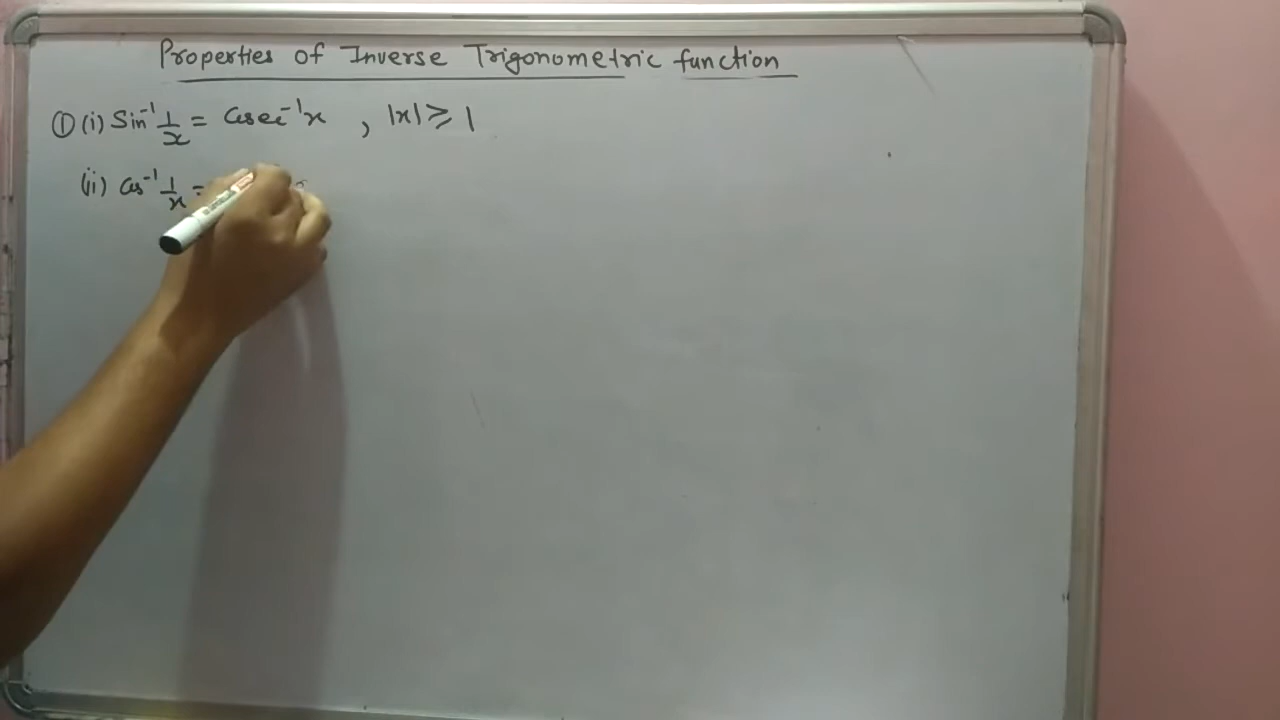 Properties of Inverse Trigonometric function
① (i) Sin⁻¹ 1/x = Cosec⁻¹x , |x| ⩾ 1
(ii) Cos⁻¹ 1/x =